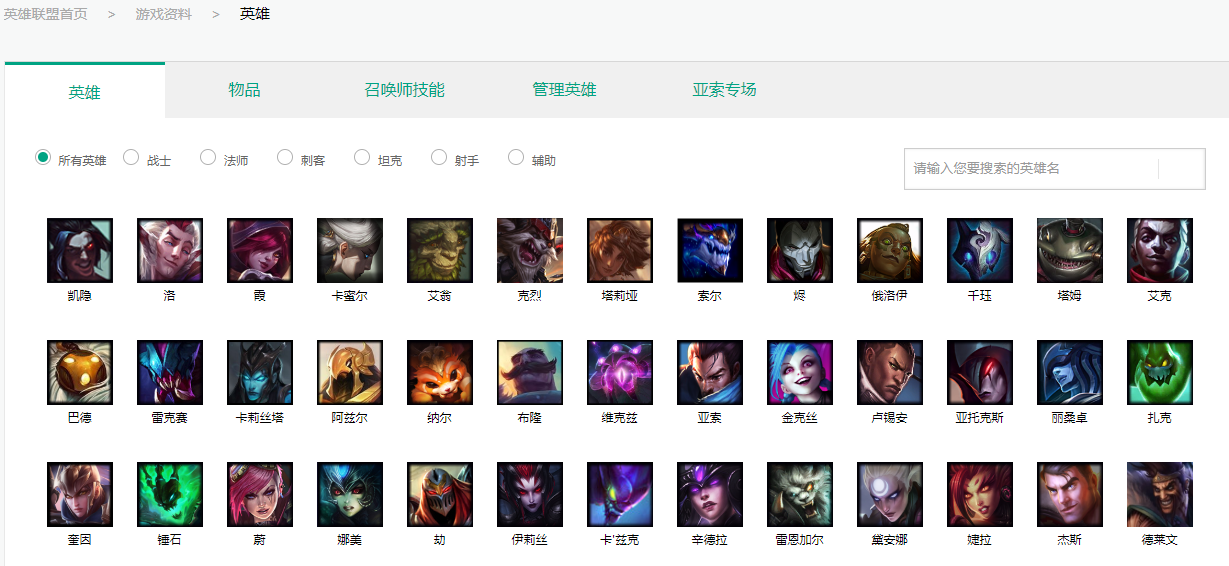 英雄联盟首页 > 游戏资料 > 英雄
英雄 物品 召唤师技能 管理英雄 亚索专场
所有英雄 战士 法师 刺客 坦克 射手 辅助
请输入您要搜索的英雄名
凯隐 洛 霞 卡蜜尔 艾翁 克烈 塔莉垭 索尔 烬 俄洛伊 千珏 塔姆 艾克
巴德 雷克赛 卡莉丝塔 阿兹尔 纳尔 布隆 维克兹 亚索 金克丝 卢锡安 亚托克斯 丽桑卓 扎克
奎因 锤石 蔚 娜美 劫 伊莉丝 卡'兹克 辛德拉 雷恩加尔 黛安娜 婕拉 杰斯 德莱文